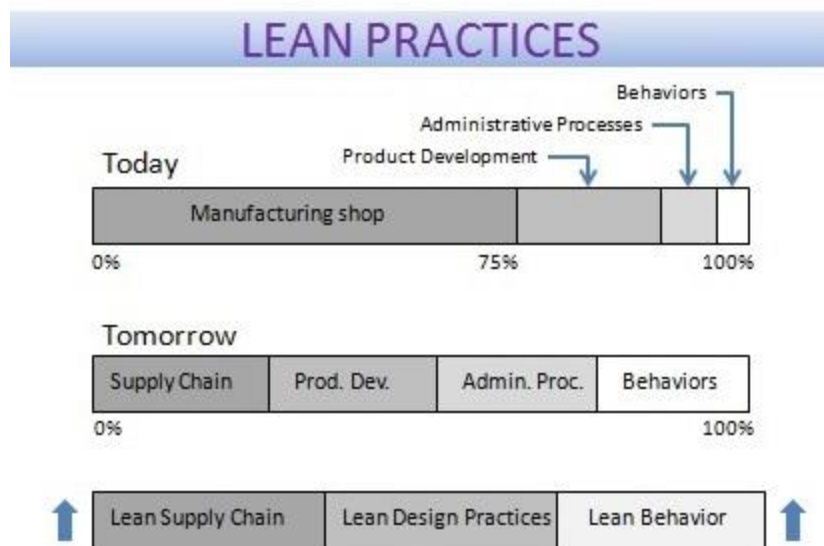 LEAN PRACTICES
Behaviors
Administrative Processes
Product Development
Today
Manufacturing shop
0% 75% 100%
Tomorrow
Supply Chain Prod. Dev. Admin. Proc. Behaviors
0% 100%
Lean Supply Chain Lean Design Practices Lean Behavior